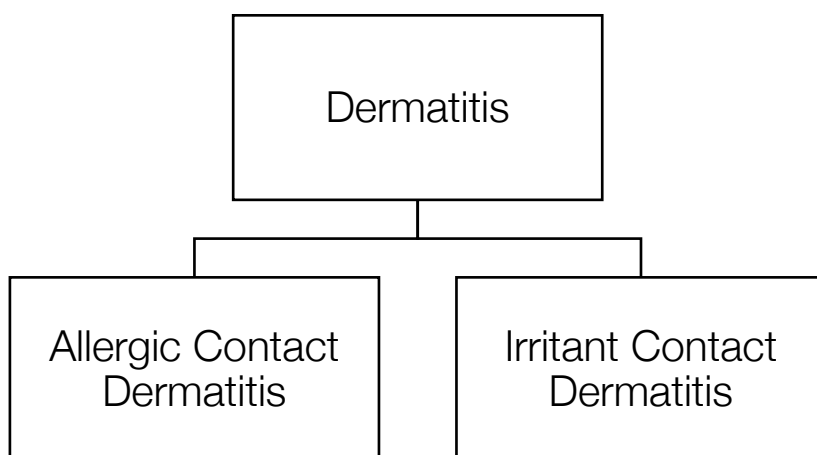 Dermatitis
Allergic Contact
Dermatitis
Irritant Contact
Dermatitis